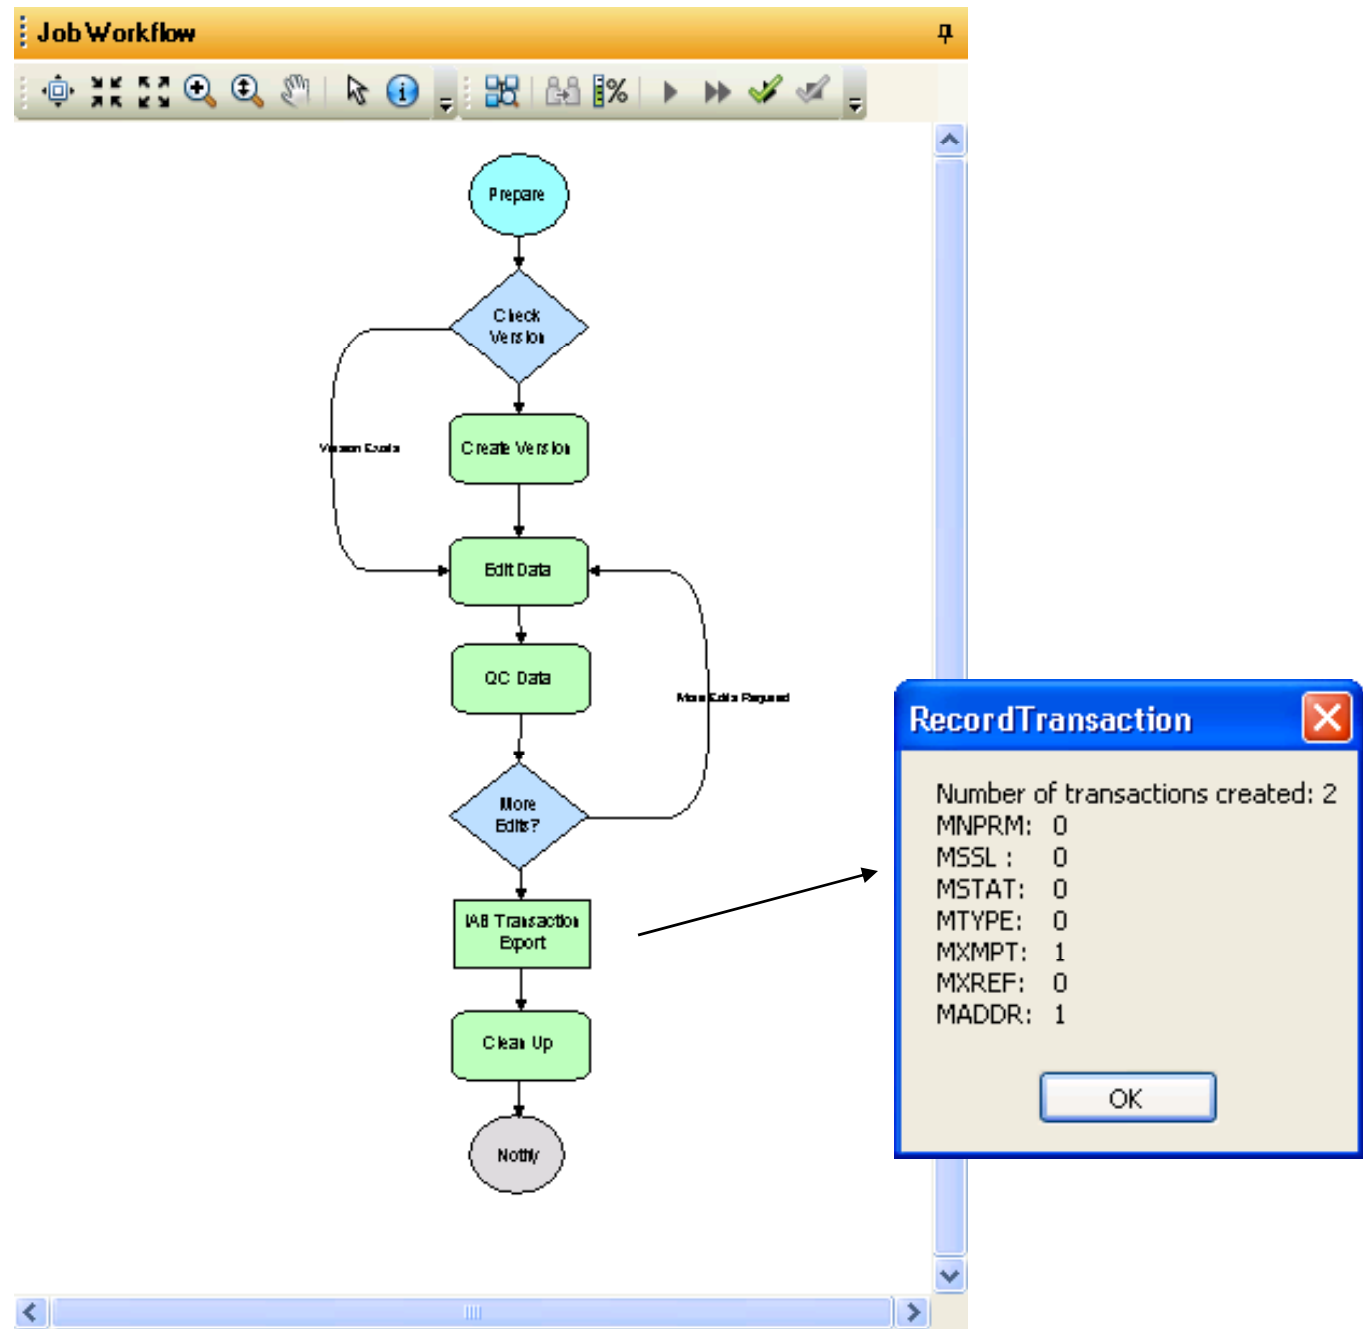 Job Workflow
Prepare
Check
Version
Version Exists
Create Version
Edit Data
QC Data
More Edits Required
More
Edits?
IAB Transaction
Export
Clean Up
Notify
RecordTransaction
Number of transactions created: 2
MNPRM: 0
MSSL : 0
MSTAT: 0
MTYPE: 0
MXMPT: 1
MXREF: 0
MADDR: 1
OK